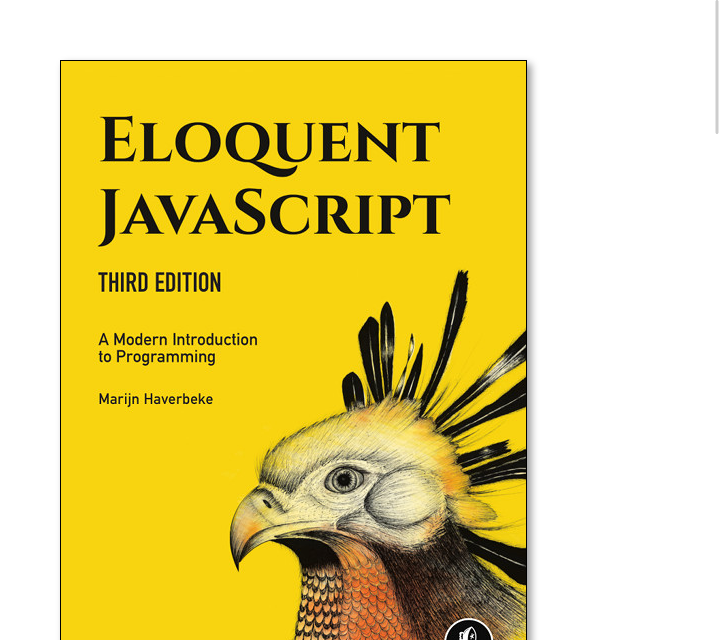 Eloquent
JavaScript
THIRD EDITION
A Modern Introduction
to Programming
Marijn Haverbeke